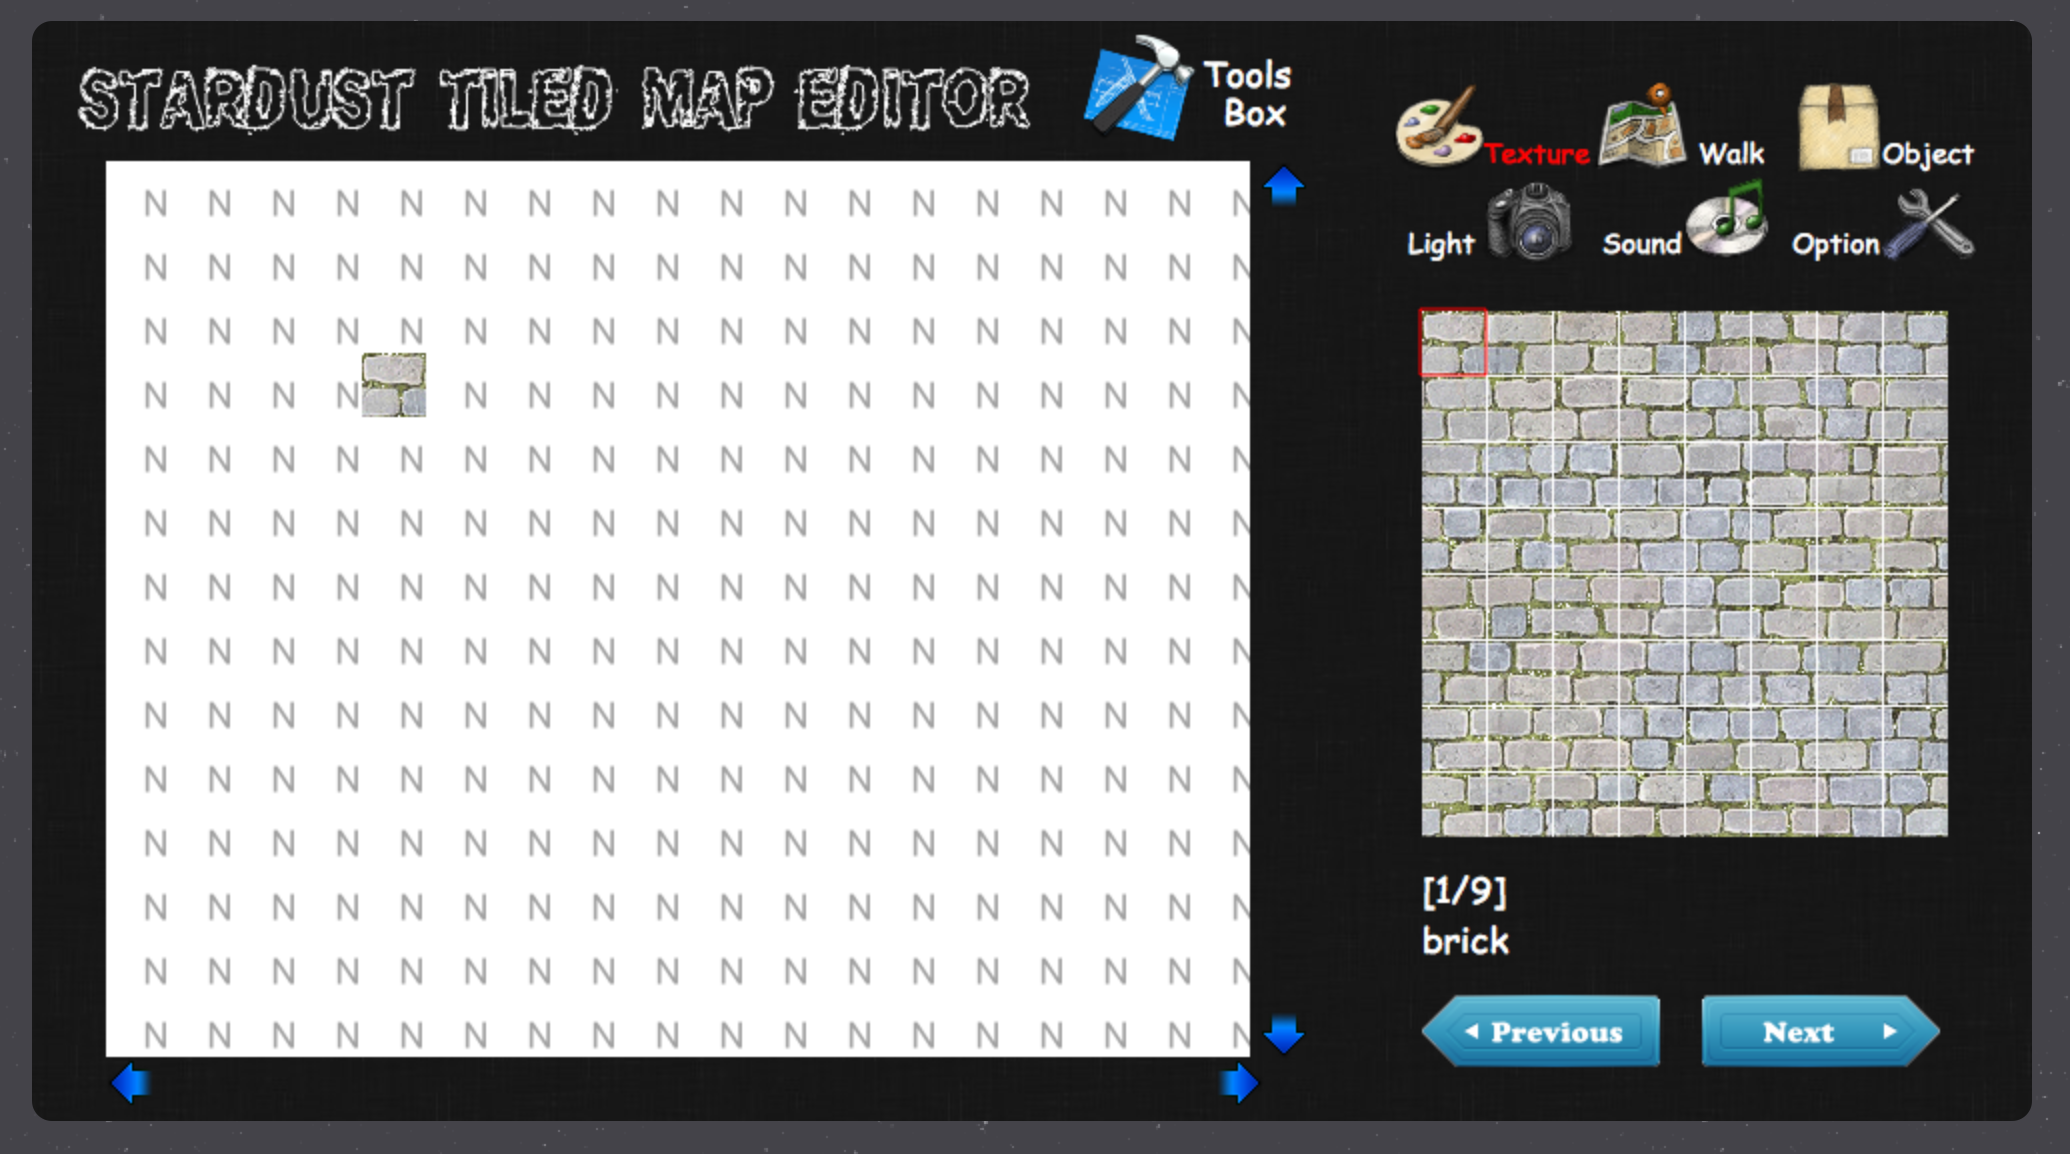 STARDUST TILED MAP EDITOR
Tools
Box
Texture Walk Object
Light Sound Option
N N N N N N N N N N N N N N N N N N
N N N N N N N N N N N N N N N N N N
N N N N N N N N N N N N N N N N N N
N N N N N N N N N N N N N N N N N
N N N N N N N N N N N N N N N N N N
N N N N N N N N N N N N N N N N N N
N N N N N N N N N N N N N N N N N N
N N N N N N N N N N N N N N N N N N
N N N N N N N N N N N N N N N N N N
N N N N N N N N N N N N N N N N N N
N N N N N N N N N N N N N N N N N N
N N N N N N N N N N N N N N N N N N
N N N N N N N N N N N N N N N N N N
N N N N N N N N N N N N N N N N N N
[1/9]
brick
Previous
Next